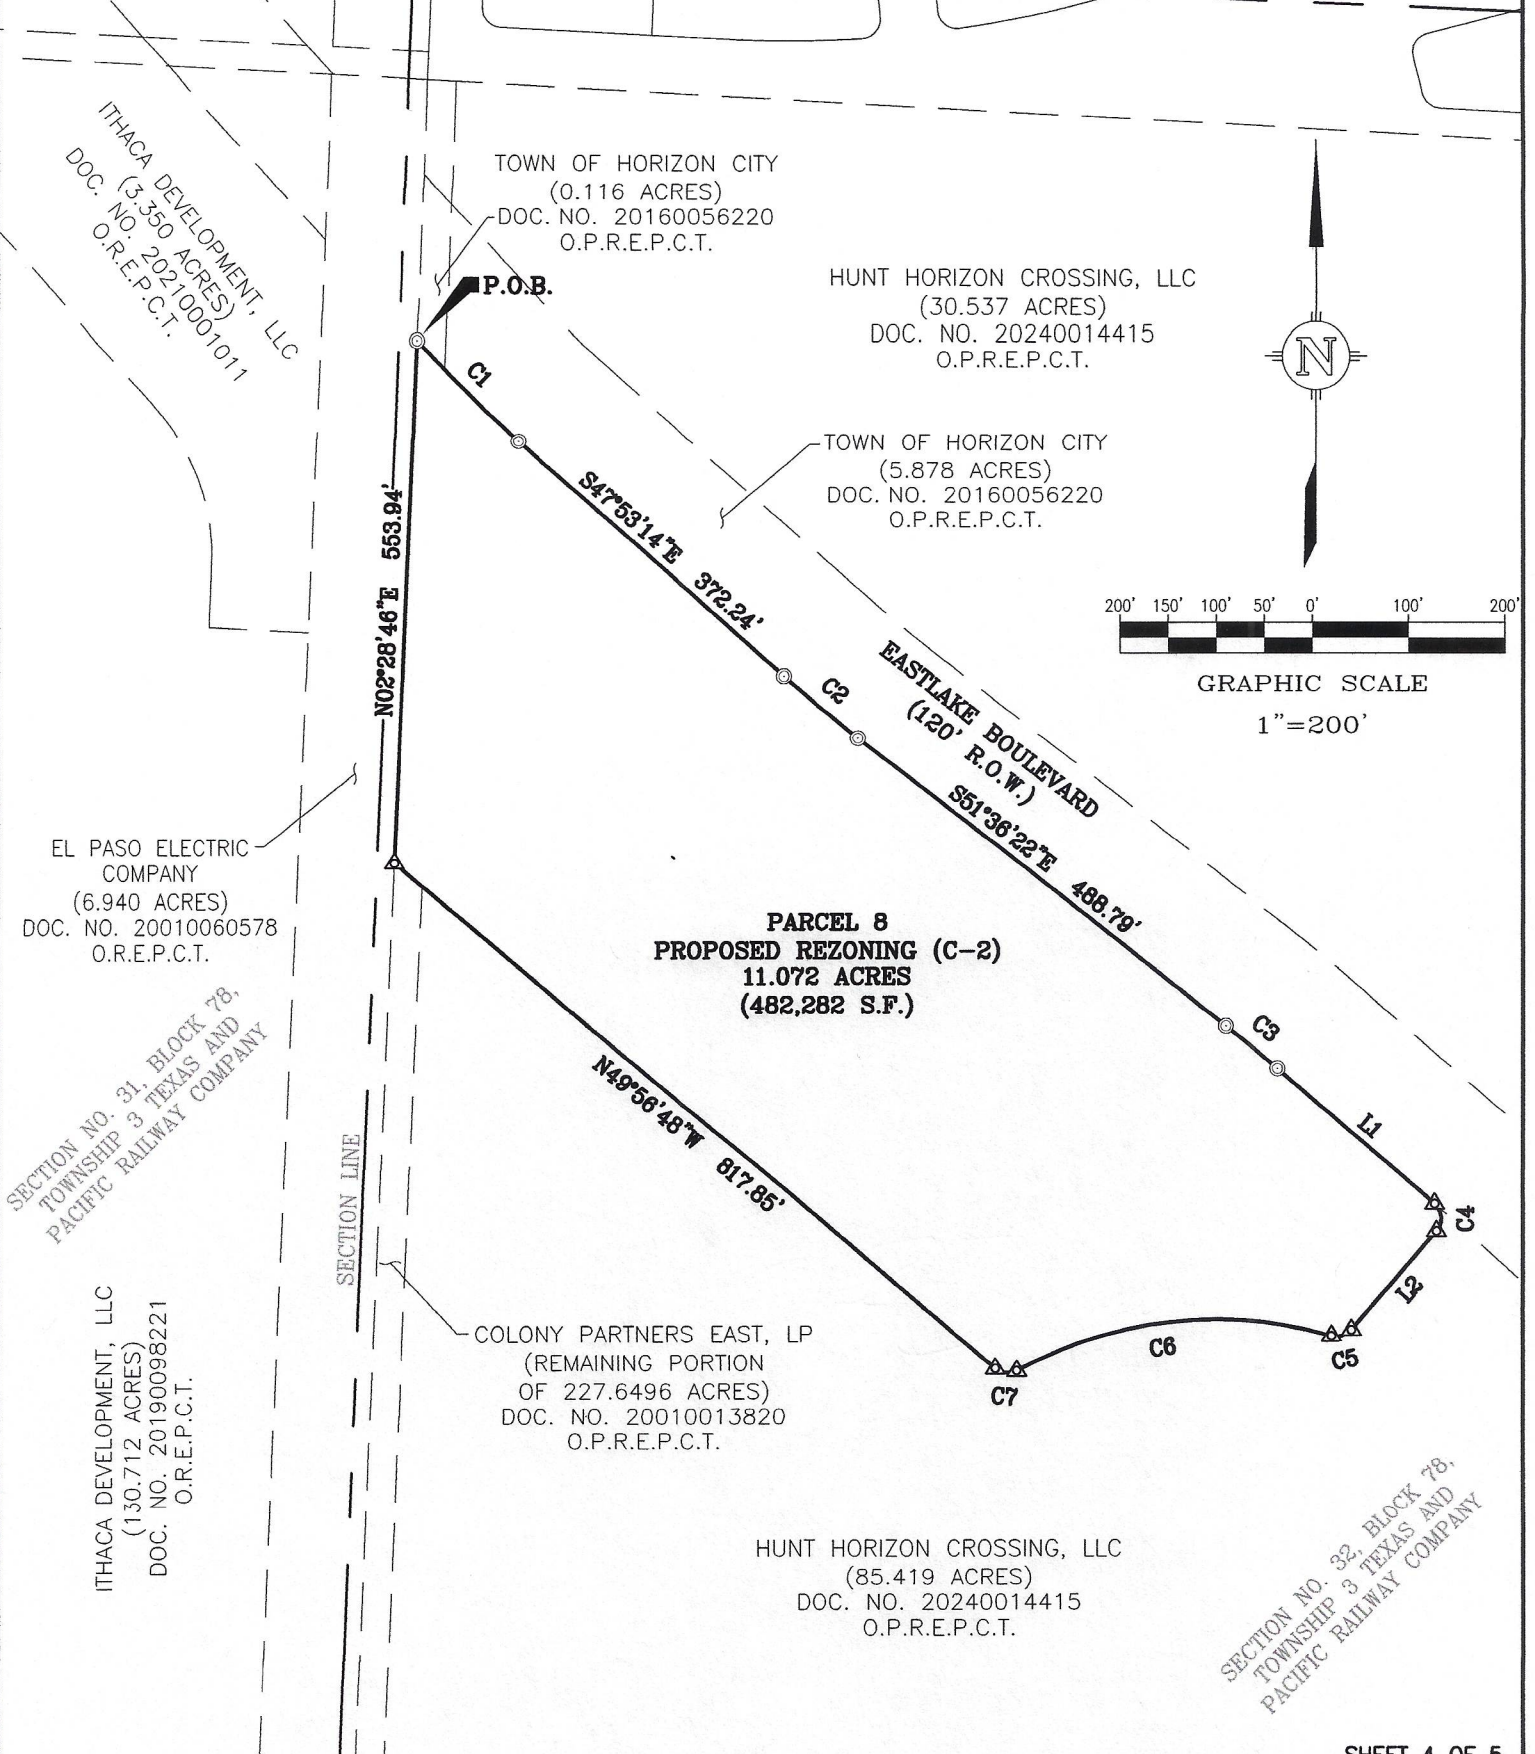 ITHACA DEVELOPMENT, LLC
(3.350 ACRES)
DOC. NO. 20210001011
O.R.E.P.C.T.
TOWN OF HORIZON CITY
(0.116 ACRES)
DOC. NO. 20160056220
O.P.R.E.P.C.T.
P.O.B.
HUNT HORIZON CROSSING, LLC
(30.537 ACRES)
DOC. NO. 20240014415
O.P.R.E.P.C.T.
N
C1
TOWN OF HORIZON CITY
(5.878 ACRES)
DOC. NO. 20160056220
O.P.R.E.P.C.T.
S47°53'14"E 372.24'
N02°28'46"E 553.94'
200' 150' 100' 50' 0' 100' 200'
GRAPHIC SCALE
1"=200'
C2
EASTLAKE BOULEVARD
(120' R.O.W.)
S51°36'22"E 488.79'
EL PASO ELECTRIC
COMPANY
(6.940 ACRES)
DOC. NO. 20010060578
O.R.E.P.C.T.
PARCEL 8
PROPOSED REZONING (C-2)
11.072 ACRES
(482,282 S.F.)
C3
SECTION NO. 31, BLOCK 78,
TOWNSHIP 3 TEXAS AND
PACIFIC RAILWAY COMPANY
N49°56'48"W 817.85'
L1
C4
SECTION LINE
L2
C5
C6
C7
COLONY PARTNERS EAST, LP
(REMAINING PORTION
OF 227.6496 ACRES)
DOC. NO. 20010013820
O.P.R.E.P.C.T.
ITHACA DEVELOPMENT, LLC
(130.712 ACRES)
DOC. NO. 20190098221
O.R.E.P.C.T.
HUNT HORIZON CROSSING, LLC
(85.419 ACRES)
DOC. NO. 20240014415
O.P.R.E.P.C.T.
SECTION NO. 32, BLOCK 78,
TOWNSHIP 3 TEXAS AND
PACIFIC RAILWAY COMPANY
SHEET 4 OF 5